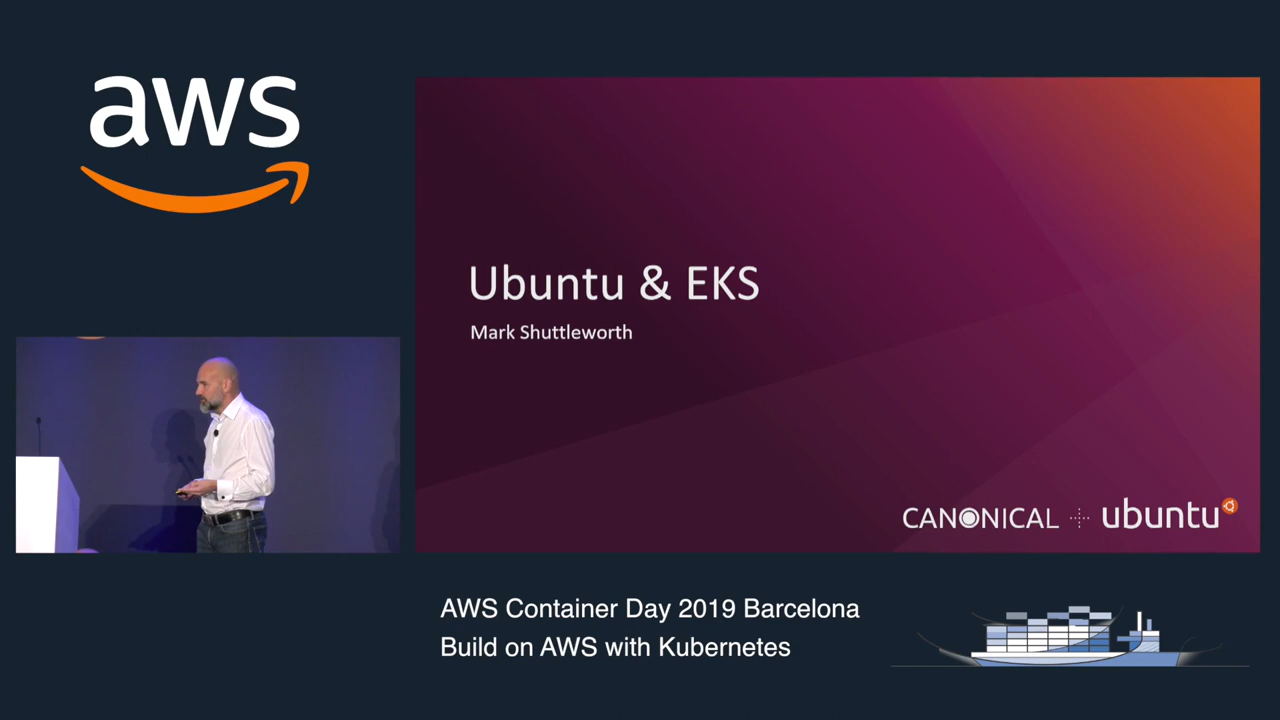 aws
Ubuntu & EKS
Mark Shuttleworth
CANONICAL ubuntu
AWS Container Day 2019 Barcelona
Build on AWS with Kubernetes